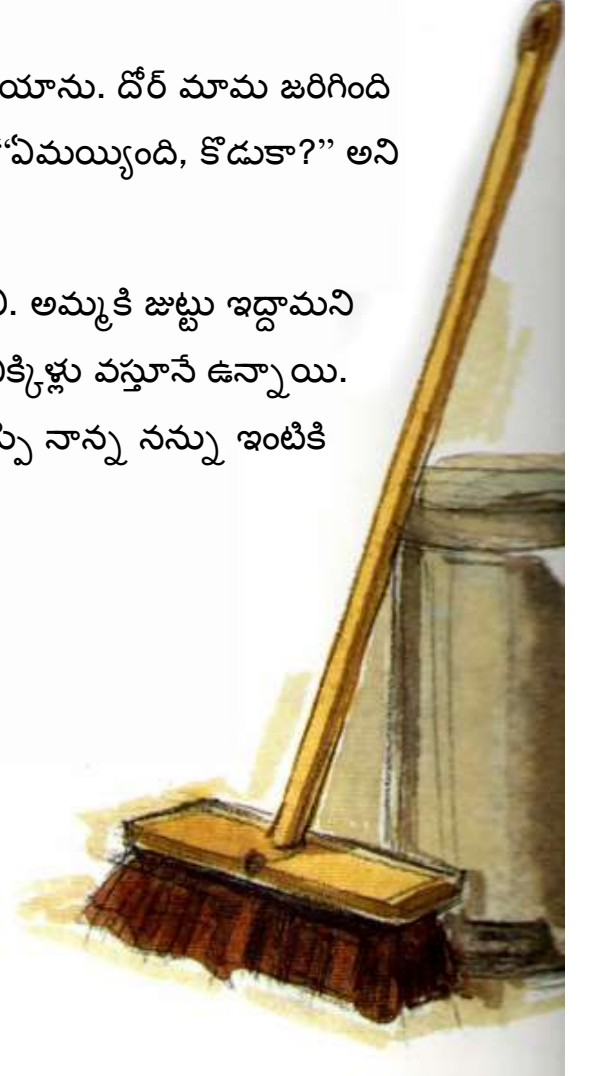 యాను. దోర్ మామ జరిగింది
“ఏమయ్యింది, కొడుకా?” అని
అమ్మకి జుట్టు ఇద్దామని
వస్తూనే ఉన్నాయి.
నాన్న నన్ను ఇంటికి